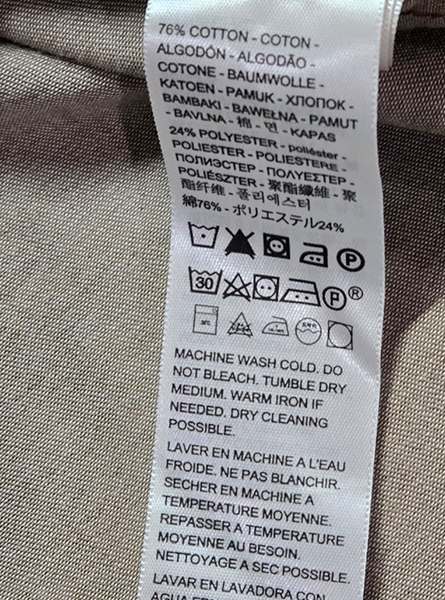 76% COTTON - COTON -
ALGODÓN - ALGODÃO -
COTONE - BAUMWOLLE -
KATOEN - PAMUK - ХЛОПОК -
BAMBAKI - BAWEŁNA - PAMUT
- BAVLNA - 棉 - 면 - KAPAS
24% POLYESTER - poliéster -
POLIESTER - POLIESTERE -
ПОЛИЭСТЕР - ΠΟΛΥΕΣΤΕΡ -
POLIÉSZTER - 聚酯纖維 - 聚
酯纤维 - 폴리에스터
綿76% - ポリエステル24%
P
30 P®
MACHINE WASH COLD. DO
NOT BLEACH. TUMBLE DRY
MEDIUM. WARM IRON IF
NEEDED. DRY CLEANING
POSSIBLE.
LAVER EN MACHINE A L'EAU
FROIDE. NE PAS BLANCHIR.
SECHER EN MACHINE A
TEMPERATURE MOYENNE.
REPASSER A TEMPERATURE
MOYENNE AU BESOIN.
NETTOYAGE A SEC POSSIBLE.
LAVAR EN LAVADORA CON